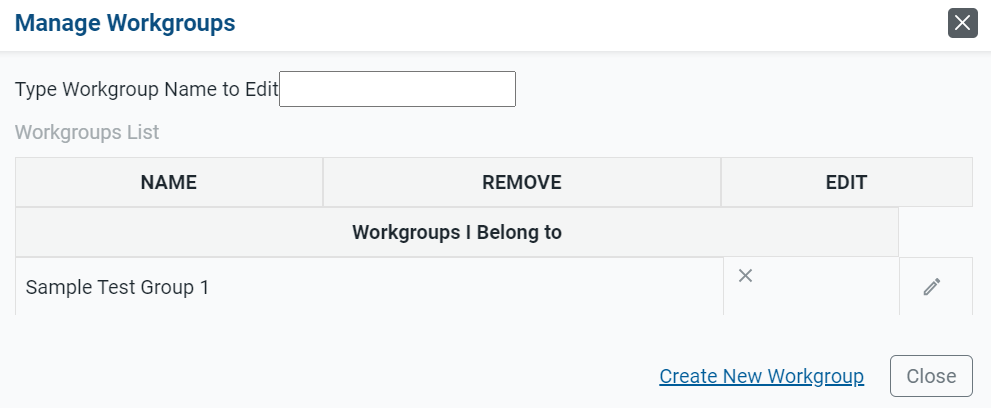 Manage Workgroups
Type Workgroup Name to Edit
Workgroups List
NAME REMOVE EDIT
Workgroups I Belong to
Sample Test Group 1
Create New Workgroup Close